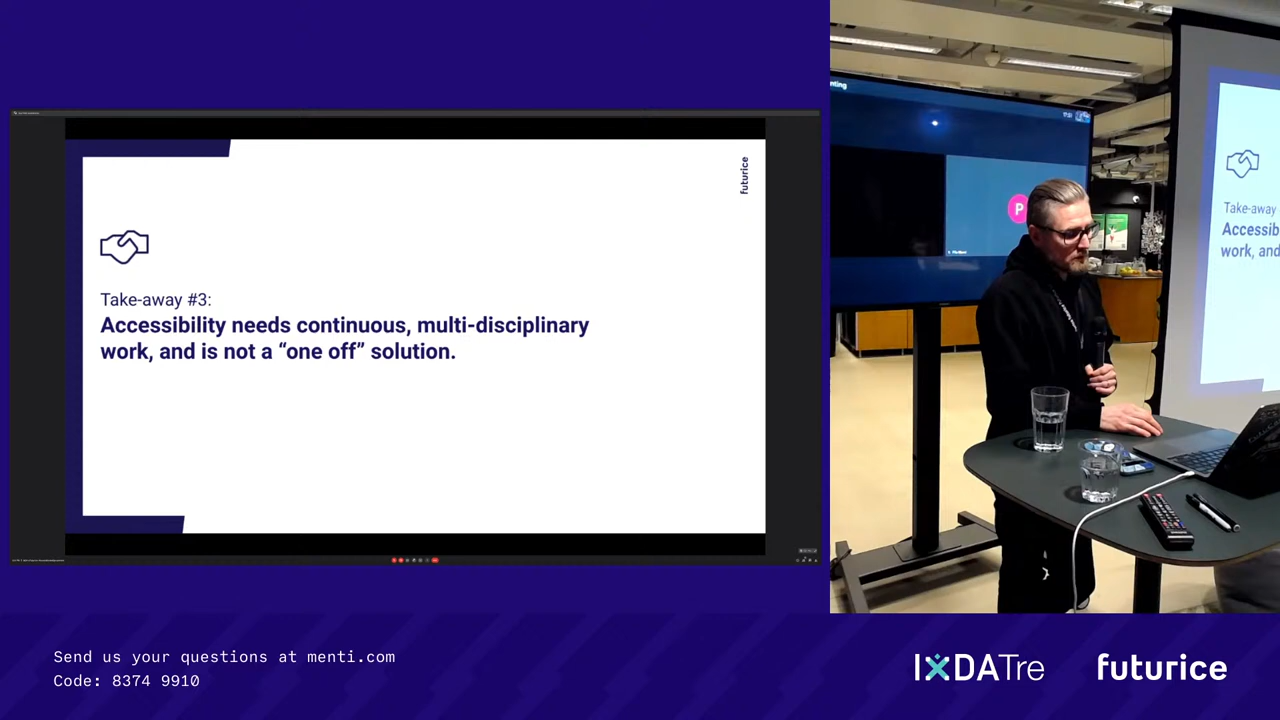 futurice
Take-away #3:
Accessibility needs continuous, multi-disciplinary
work, and is not a “one off” solution.
nting
P
Take-away
Accessib
work, and
Send us your questions at menti.com
Code: 8374 9910
IXDATre
futurice